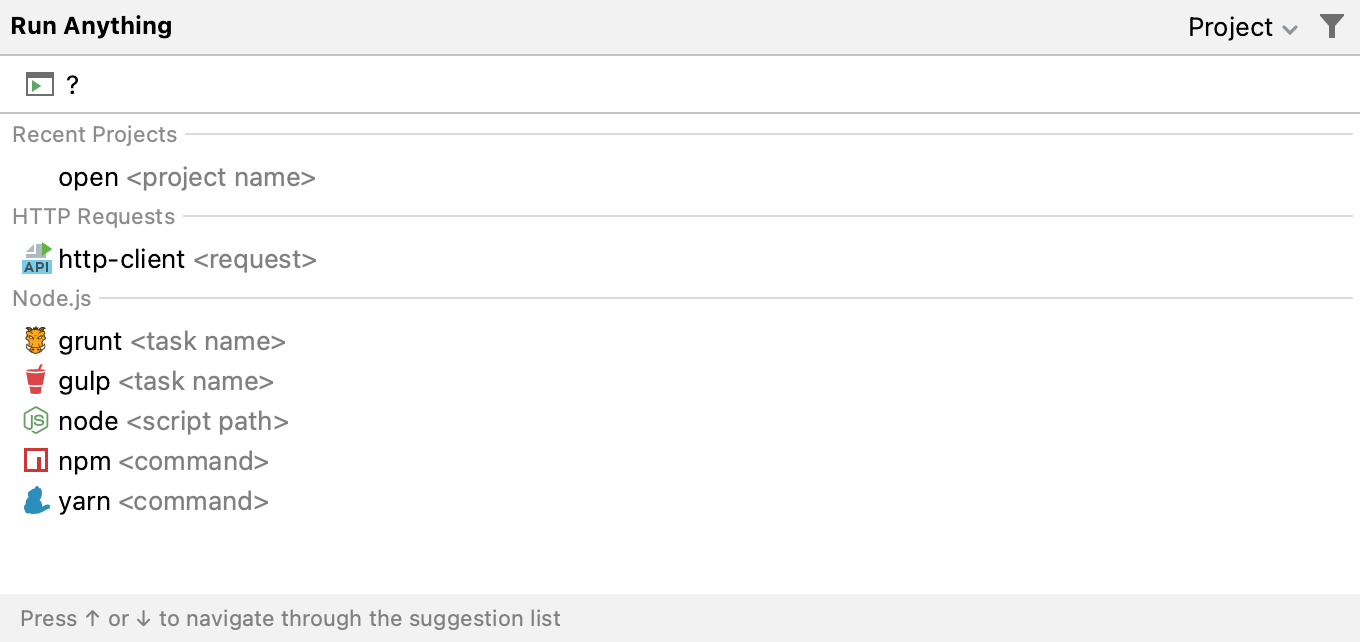 Run Anything Project
?
Recent Projects
open <project name>
HTTP Requests
API http-client <request>
Node.js
grunt <task name>
gulp <task name>
JS node <script path>
npm <command>
yarn <command>
Press ↑ or ↓ to navigate through the suggestion list